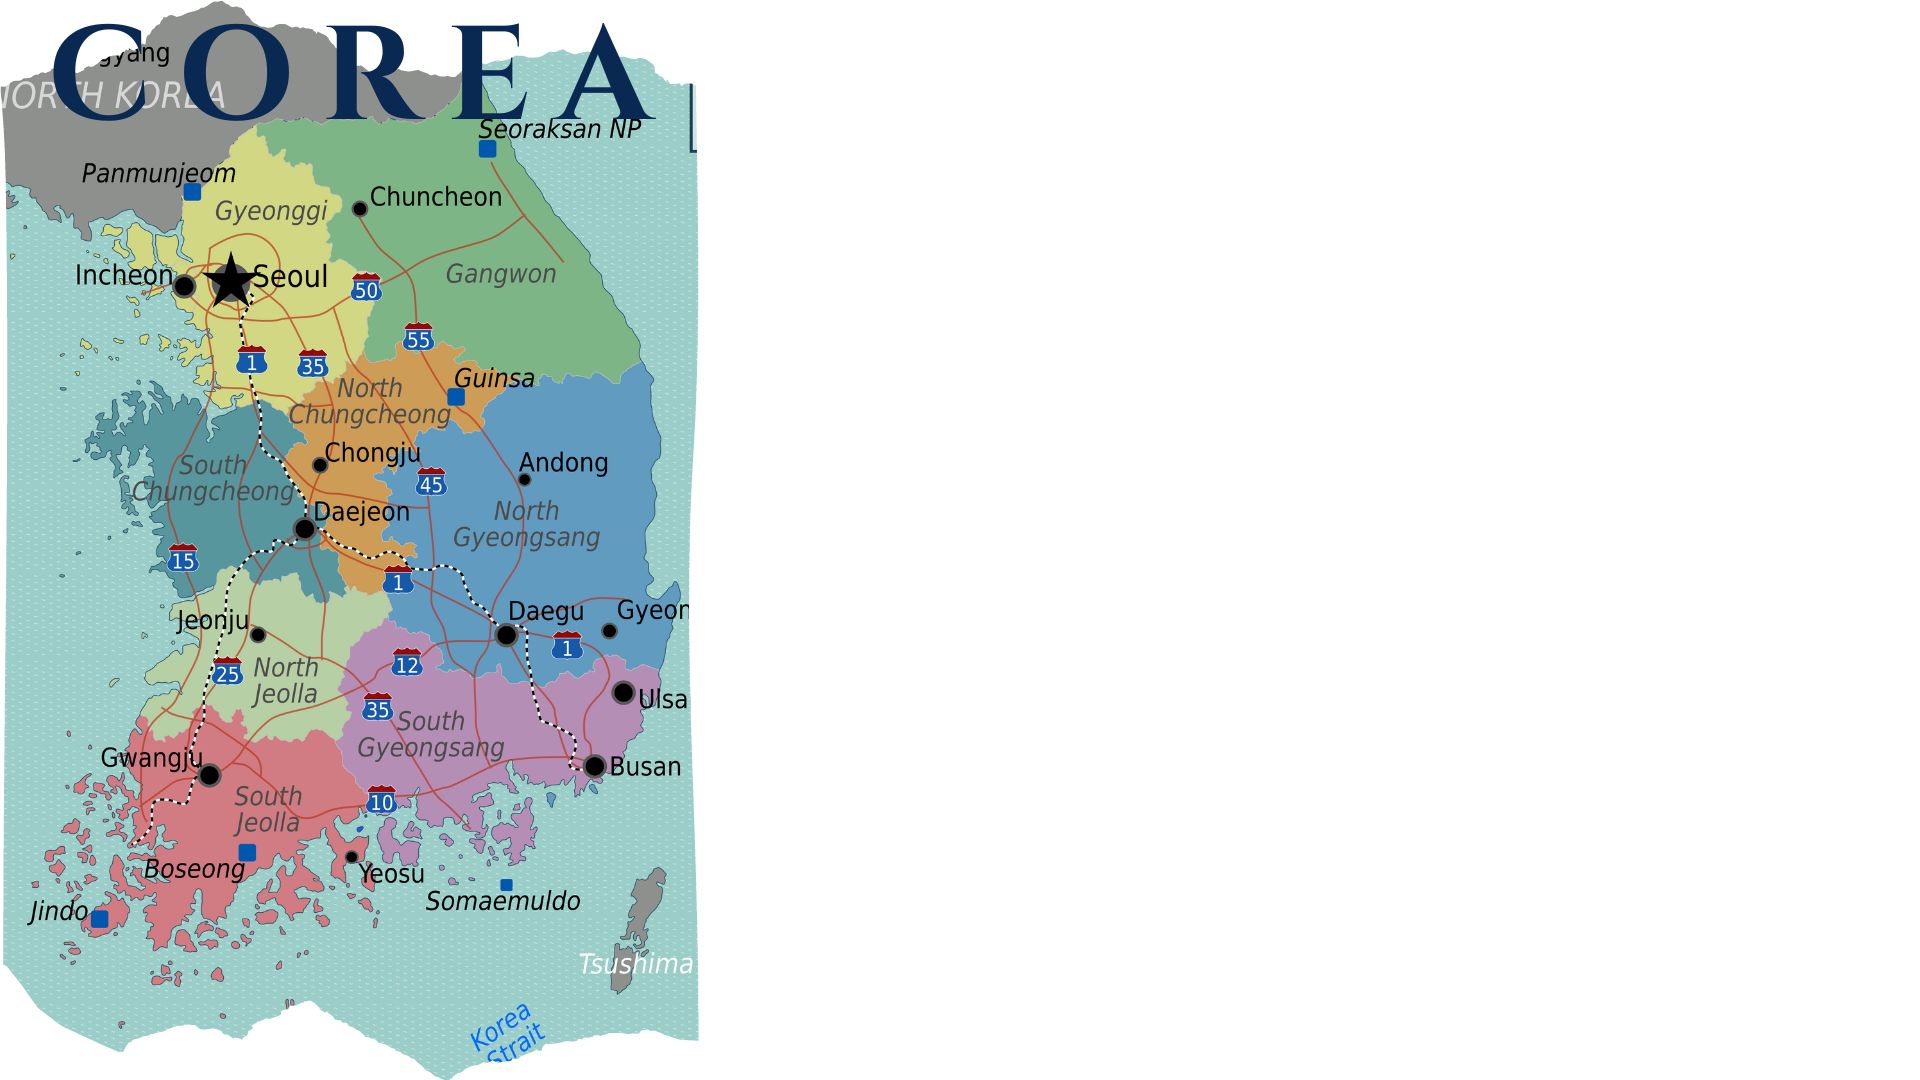 COREA
gyang
NORTH KOREA
Seoraksan NP
Panmunjeom
Chuncheon
Gyeonggi
Incheon
Seoul
Gangwon
50
55
1
35
Guinsa
North
Chungcheong
Chongju
Andong
South
Chungcheong
45
Daejeon
North
Gyeongsang
15
1
Daegu
Gyeon
Jeonju
1
12
25
North
Jeolla
Ulsa
35
South
Gyeongsang
Gwangju
Busan
10
South
Jeolla
Boseong
Yeosu
Somaemuldo
Jindo
Tsushima
Korea
Strait